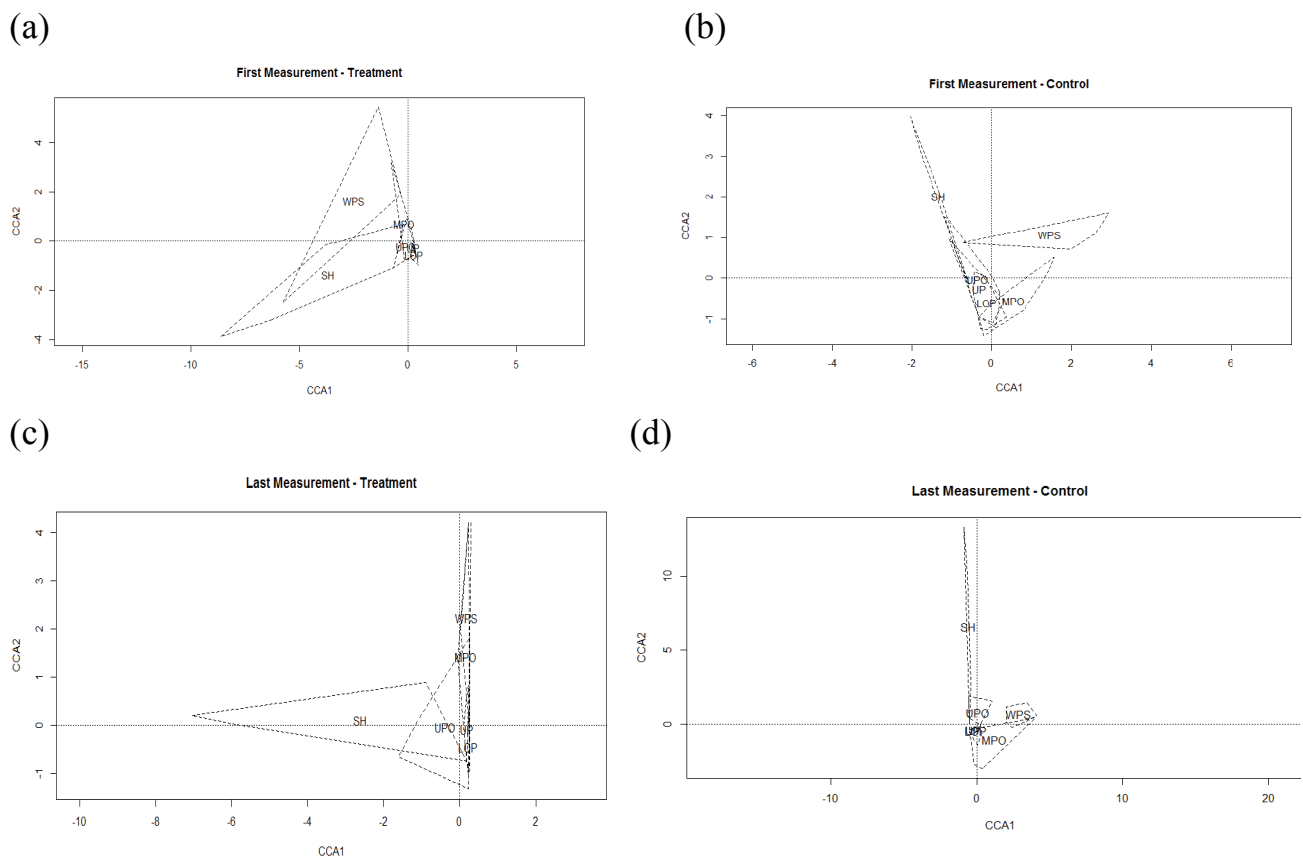 (a)
First Measurement - Treatment
CCA2
4
2
0
-2
-4
WPS
MPO
UPO
LOP
SH
-15
-10
-5
0
5
CCA1
(b)
First Measurement - Control
CCA2
4
3
2
1
0
-1
SH
WPS
UPO
UP
LOP
MPO
-6
-4
-2
0
2
4
6
CCA1
(c)
Last Measurement - Treatment
CCA2
4
3
2
1
0
-1
WPS
MPO
SH
UPO
UP
LOP
-10
-8
-6
-4
-2
0
2
CCA1
(d)
Last Measurement - Control
CCA2
10
5
0
SH
UPO
WPS
MPO
-10
0
10
20
CCA1